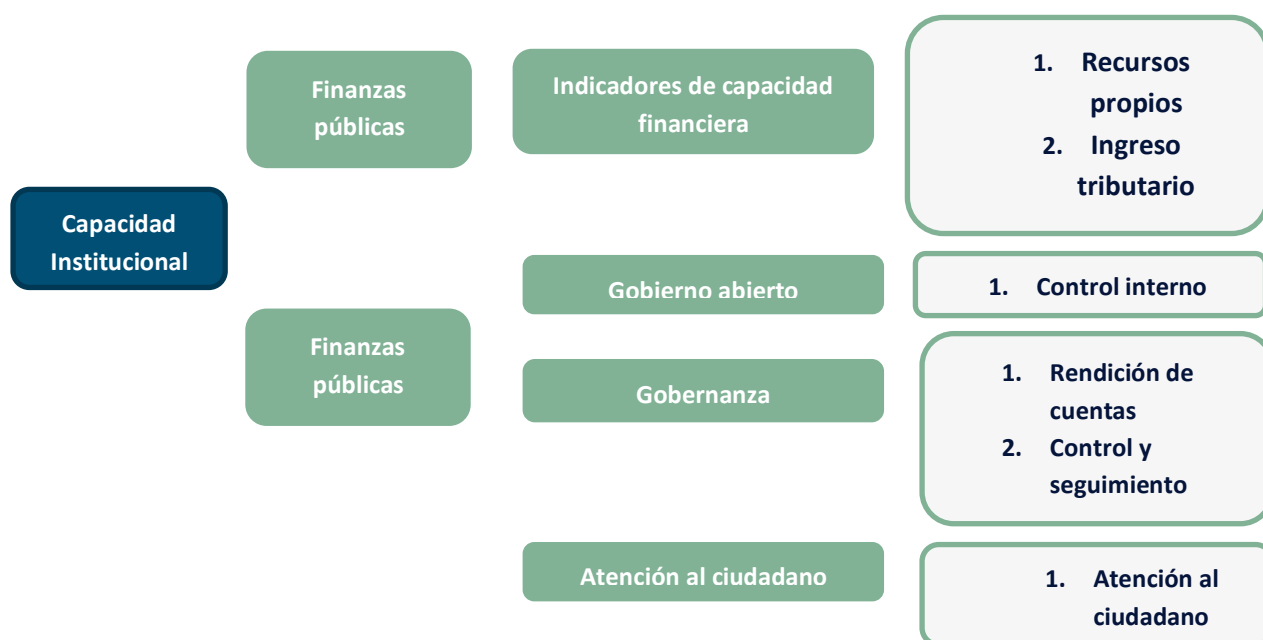 Capacidad
Institucional
Finanzas
públicas
Indicadores de capacidad
financiera
1. Recursos
propios
2. Ingreso
tributario
Finanzas
públicas
Gobierno abierto
1. Control interno
Gobernanza
1. Rendición de
cuentas
2. Control y
seguimiento
Atención al ciudadano
1. Atención al
ciudadano